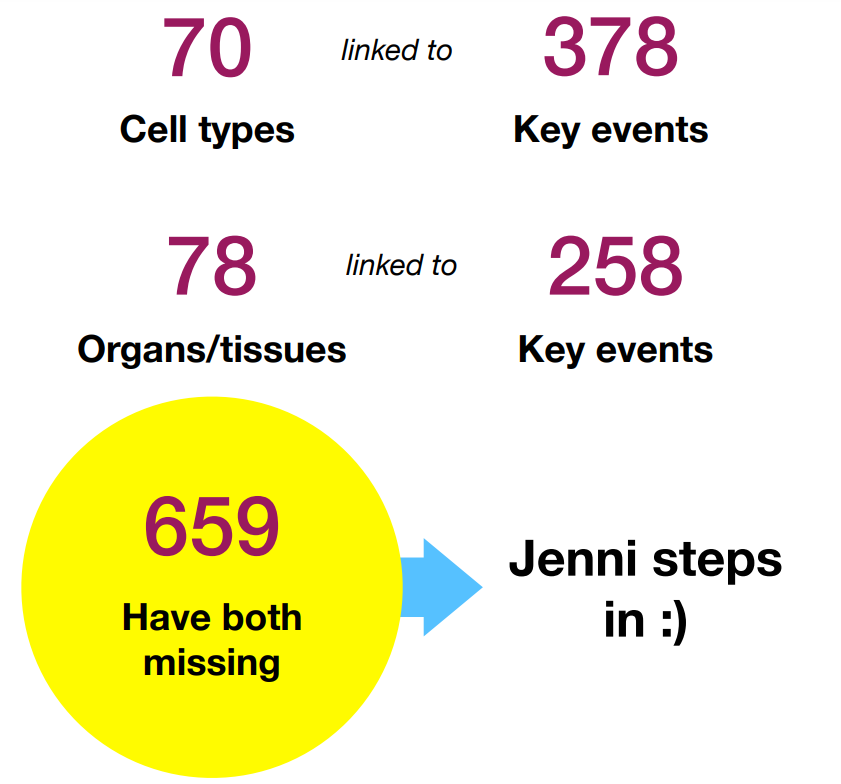 70 linked to 378
Cell types Key events
78 linked to 258
Organs/tissues Key events
659
Have both
missing
Jenni steps
in :)